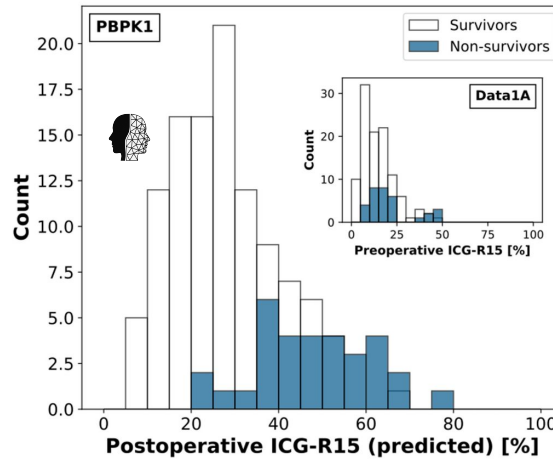 PBPK1
Survivors
Non-survivors
Count
20.0
17.5
15.0
12.5
10.0
7.5
5.0
2.5
0.0
0 20 40 60 80 100
Postoperative ICG-R15 (predicted) [%]
Data1A
Count
30
20
10
0
0 25 50 75 100
Preoperative ICG-R15 [%]